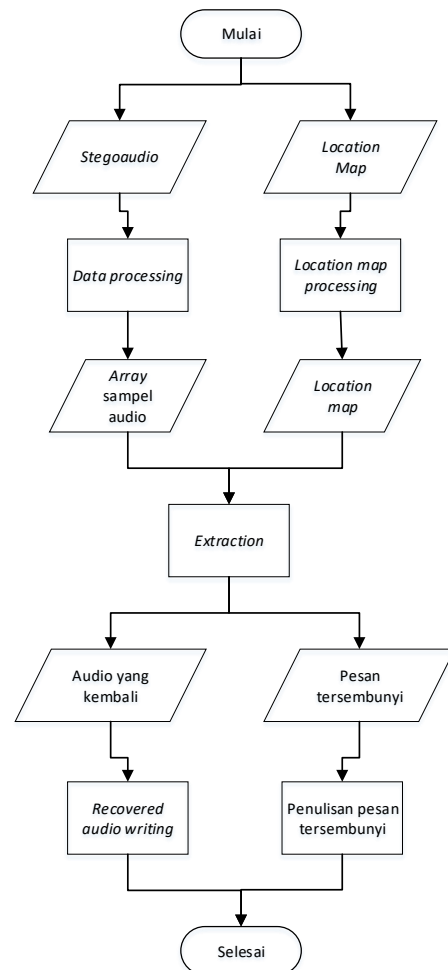 Mulai
Stegoaudio
Location
Map
Data processing
Location map
processing
Array
sampel
audio
Location
map
Extraction
Audio yang
kembali
Pesan
tersembunyi
Recovered
audio writing
Penulisan pesan
tersembunyi
Selesai